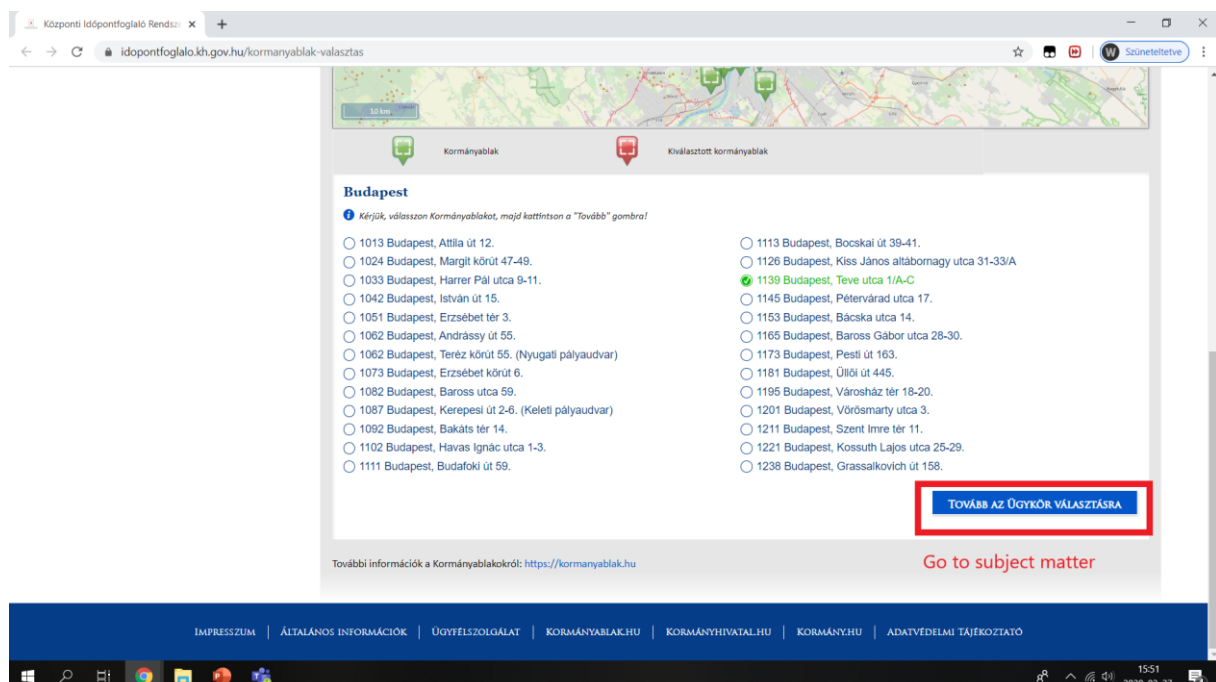 Központi Időpontfoglaló Rendsz
idopontfoglalo.kh.gov.hu/kormanyablak-valasztas
W Szüneteltetve
10 km
Kormányablak
Kiválasztott kormányablak
Budapest
Kérjük, válasszon Kormányablakot, majd kattintson a "Tovább" gombra!
1013 Budapest, Attila út 12.
1024 Budapest, Margit körút 47-49.
1033 Budapest, Harrer Pál utca 9-11.
1042 Budapest, István út 15.
1051 Budapest, Erzsébet tér 3.
1062 Budapest, Andrássy út 55.
1062 Budapest, Teréz körút 55. (Nyugati pályaudvar)
1073 Budapest, Erzsébet körút 6.
1082 Budapest, Baross utca 59.
1087 Budapest, Kerepesi út 2-6. (Keleti pályaudvar)
1092 Budapest, Bakáts tér 14.
1102 Budapest, Havas Ignác utca 1-3.
1111 Budapest, Budafoki út 59.
1113 Budapest, Bocskai út 39-41.
1126 Budapest, Kiss János altábornagy utca 31-33/A
1139 Budapest, Teve utca 1/A-C
1145 Budapest, Pétervárad utca 17.
1153 Budapest, Bácska utca 14.
1165 Budapest, Baross Gábor utca 28-30.
1173 Budapest, Pesti út 163.
1181 Budapest, Üllői út 445.
1195 Budapest, Városház tér 18-20.
1201 Budapest, Vörösmarty utca 3.
1211 Budapest, Szent Imre tér 11.
1221 Budapest, Kossuth Lajos utca 25-29.
1238 Budapest, Grassalkovich út 158.
Tovább az Ügykör választásra
További információk a Kormányablakokról: https://kormanyablak.hu
Go to subject matter
Impresszum | Általános információk | Ügyfélszolgálat | Kormányablak.hu | Kormányhivatal.hu | Kormány.hu | Adatvédelmi tájékoztató
15:51